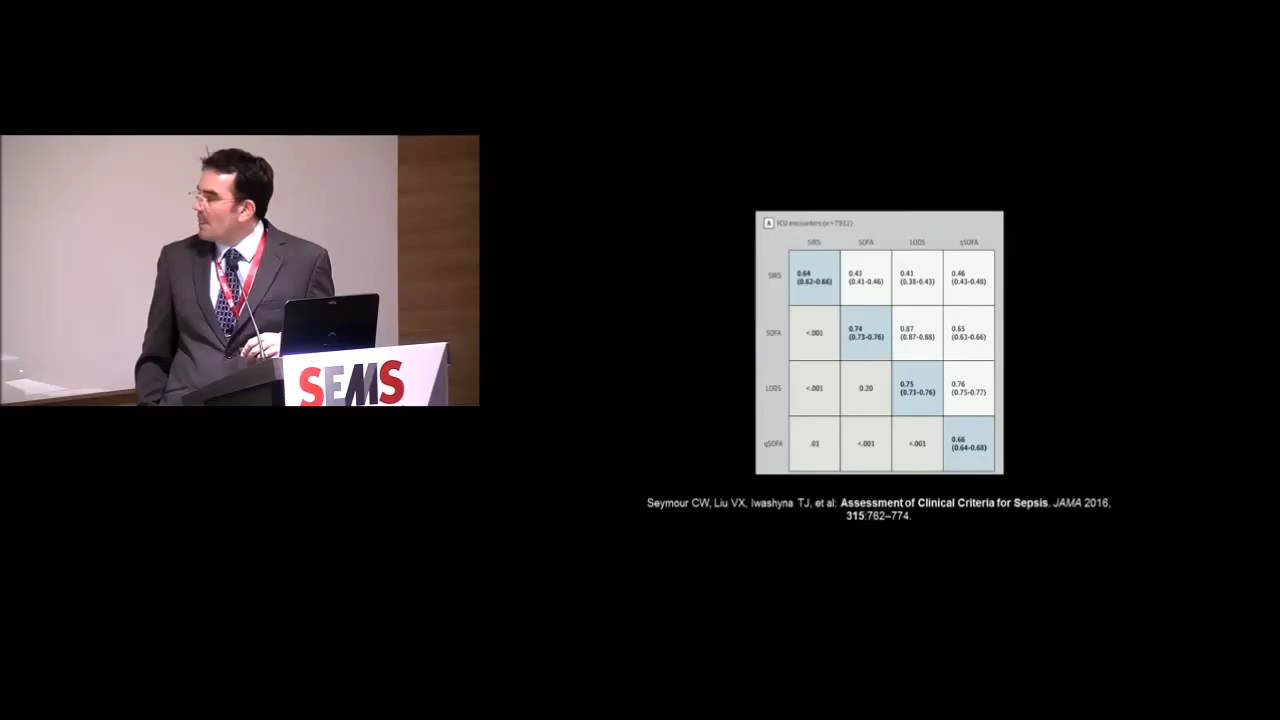 SEMS
A ICU encounters (n = 7932)
SIRS SOFA LODS qSOFA
SIRS 0.64 0.43 0.41 0.46
(0.62-0.66) (0.41-0.46) (0.38-0.43) (0.43-0.48)
SOFA <.001 0.74 0.87 0.65
(0.73-0.76) (0.87-0.88) (0.63-0.66)
LODS <.001 0.20 0.75 0.76
(0.73-0.76) (0.75-0.77)
qSOFA .01 <.001 <.001 0.66
(0.64-0.68)
Seymour CW, Liu VX, Iwashyna TJ, et al: Assessment of Clinical Criteria for Sepsis. JAMA 2016,
315:762–774.